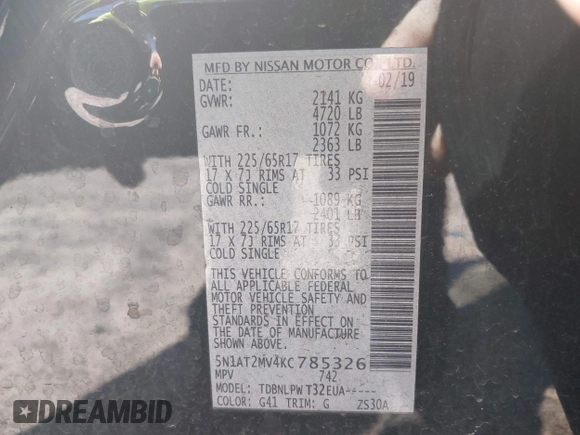 MFD BY NISSAN MOTOR CO., LTD.
DATE: 02/19
GVWR: 2141 KG
4720 LB
GAWR FR.: 1072 KG
2363 LB
WITH 225/65R17 TIRES
17 X 7J RIMS AT 33 PSI
COLD SINGLE
GAWR RR.: 1089 KG
2401 LB
WITH 225/65R17 TIRES
17 X 7J RIMS AT 33 PSI
COLD SINGLE
THIS VEHICLE CONFORMS TO
ALL APPLICABLE FEDERAL
MOTOR VEHICLE SAFETY AND
THEFT PREVENTION
STANDARDS IN EFFECT ON
THE DATE OF MANUFACTURE
SHOWN ABOVE.
5N1AT2MV4KC785326
MPV 742
MODEL: TDBNLPW T32EUA-----
COLOR: G41 TRIM: G ZS30A
© DriveGood